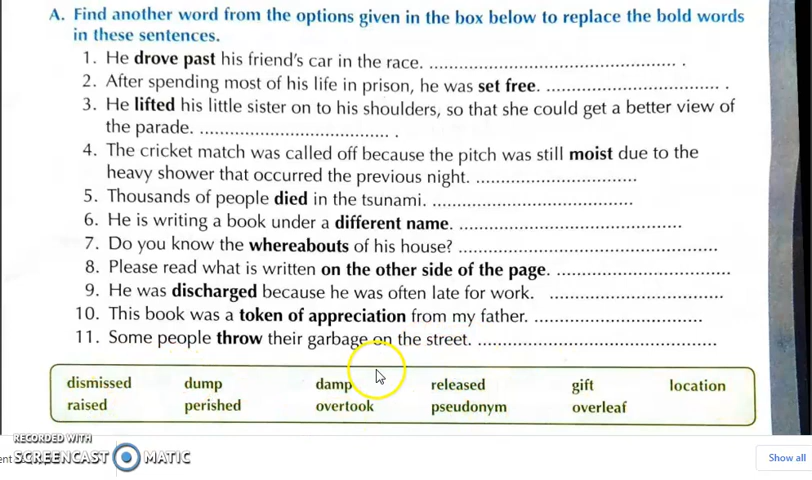 A. Find another word from the options given in the box below to replace the bold words
in these sentences.
1. He drove past his friend's car in the race. .......................................................... .
2. After spending most of his life in prison, he was set free. ........................................ .
3. He lifted his little sister on to his shoulders, so that she could get a better view of
the parade. ............................................ .
4. The cricket match was called off because the pitch was still moist due to the
heavy shower that occurred the previous night. .....................................
5. Thousands of people died in the tsunami. ...............................................
6. He is writing a book under a different name. .....................................................
7. Do you know the whereabouts of his house? .............................................................
8. Please read what is written on the other side of the page. .........................................
9. He was discharged because he was often late for work. .........................................
10. This book was a token of appreciation from my father. .......................................
11. Some people throw their garbage on the street. ........................................................
dismissed dump damp released gift location
raised perished overtook pseudonym overleaf
RECORDED WITH
SCREENCAST MATIC
Show all